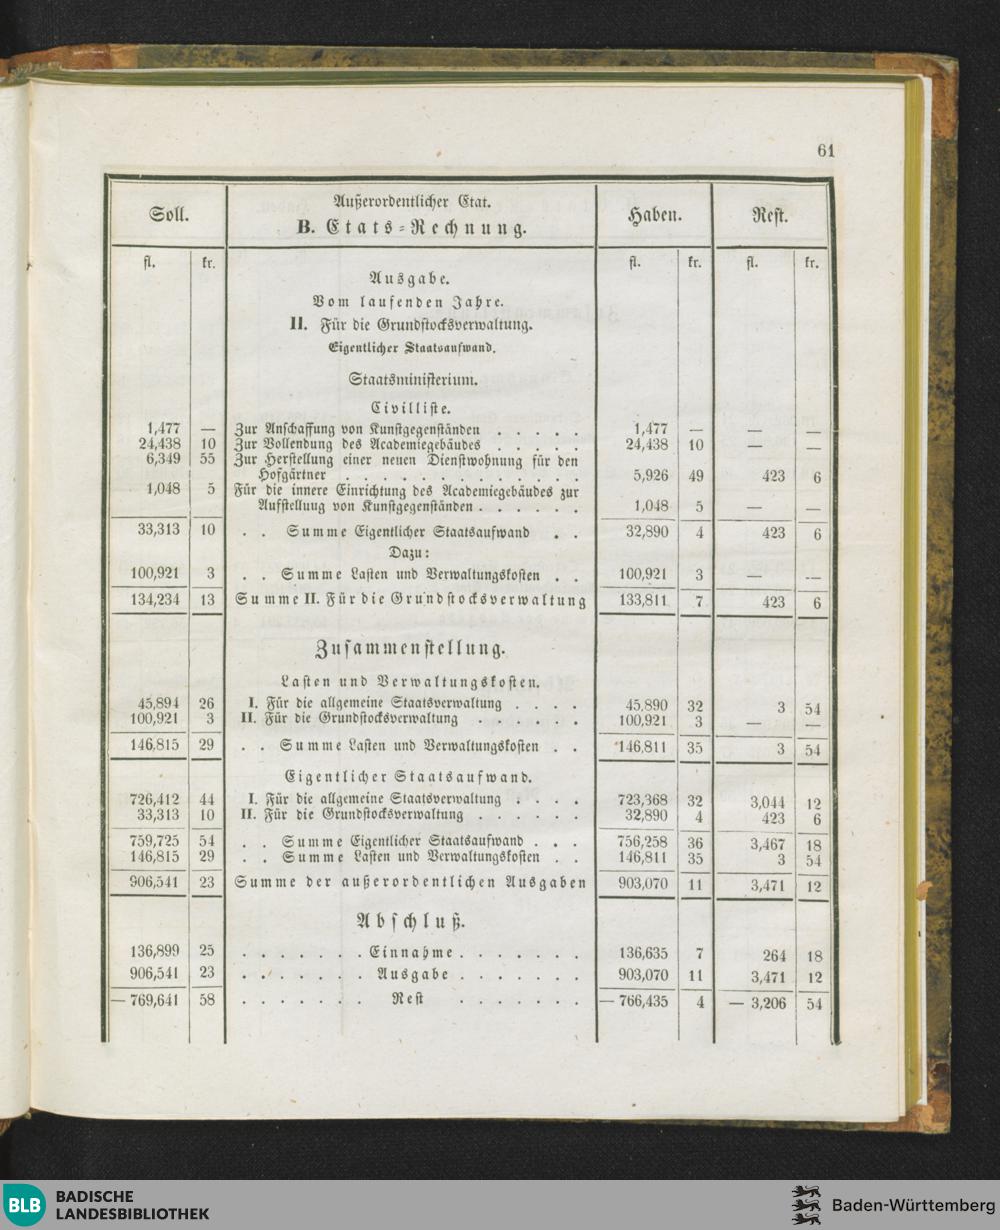 61
Soll. Außerordentlicher Etat. Haben. Rest.
B. Etats-Rechnung.
fl. kr. fl. kr. fl. kr.
Ausgabe.
Vom laufenden Jahre.
II. Für die Grundstocksverwaltung.
Eigentlicher Staatsaufwand.
Staatsministerium.
Civilliste.
1,477 — Zur Anschaffung von Kunstgegenständen . . . . . 1,477 — — —
24,438 10 Zur Vollendung des Academiegebäudes . . . . . 24,438 10 — —
6,349 55 Zur Herstellung einer neuen Dienstwohnung für den
Hofgärtner . . . . . . . . . . . 5,926 49 423 6
1,048 5 Für die innere Einrichtung des Academiegebäudes zur
Aufstellung von Kunstgegenständen . . . . . . 1,048 5 — —
33,313 10 . . Summe Eigentlicher Staatsaufwand . . 32,890 4 423 6
Dazu:
100,921 3 . . Summe Lasten und Verwaltungskosten . . 100,921 3 — —
134,234 13 Summe II. Für die Grundstocksverwaltung 133,811 7 423 6
Zusammenstellung.
Lasten und Verwaltungskosten.
45,894 26 I. Für die allgemeine Staatsverwaltung . . . . 45,890 32 3 54
100,921 3 II. Für die Grundstocksverwaltung . . . . . . 100,921 3 — —
146,815 29 . . Summe Lasten und Verwaltungskosten . . 146,811 35 3 54
Eigentlicher Staatsaufwand.
726,412 44 I. Für die allgemeine Staatsverwaltung . . . . 723,368 32 3,044 12
33,313 10 II. Für die Grundstocksverwaltung . . . . . . 32,890 4 423 6
759,725 54 . . Summe Eigentlicher Staatsaufwand . . . 756,258 36 3,467 18
146,815 29 . . Summe Lasten und Verwaltungskosten . . 146,811 35 3 54
906,541 23 Summe der außerordentlichen Ausgaben 903,070 11 3,471 12
Abschluß.
136,899 25 . . . . . . . Einnahme . . . . . . . 136,635 7 264 18
906,541 23 . . . . . . . Ausgabe . . . . . . . 903,070 11 3,471 12
— 769,641 58 . . . . . . . Rest . . . . . . . — 766,435 4 — 3,206 54
BLB BADISCHE
LANDESBIBLIOTHEK
Baden-Württemberg